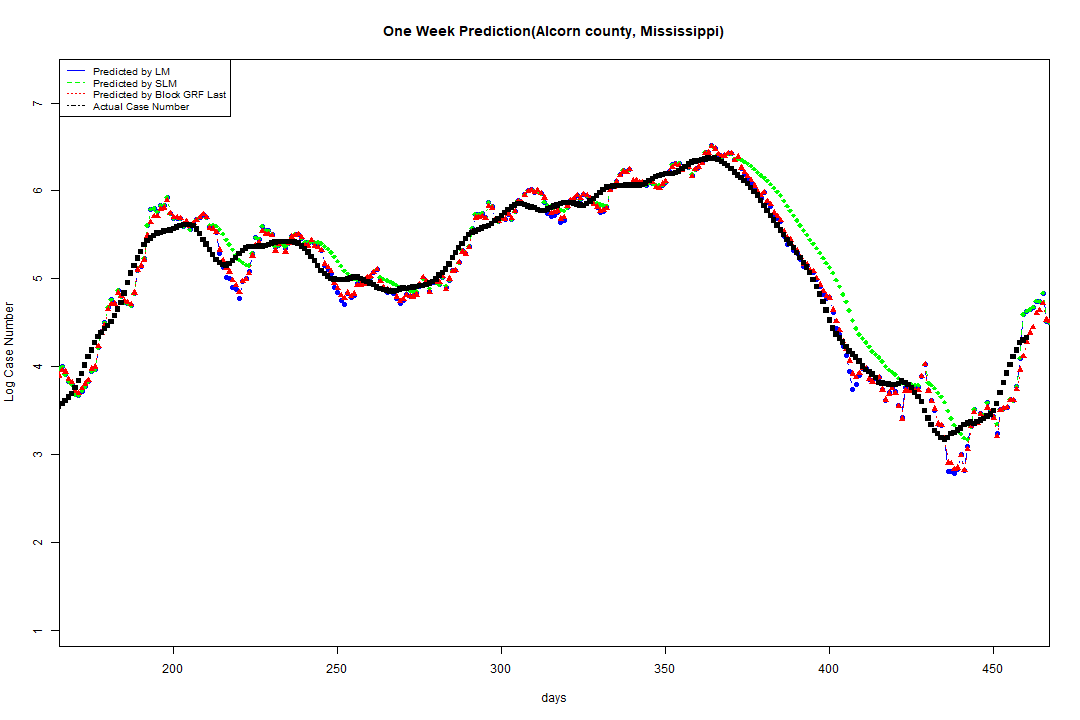 One Week Prediction(Alcorn county, Mississippi)
Predicted by LM
Predicted by SLM
Predicted by Block GRF Last
Actual Case Number
7
6
5
4
3
2
1
Log Case Number
200 250 300 350 400 450
days